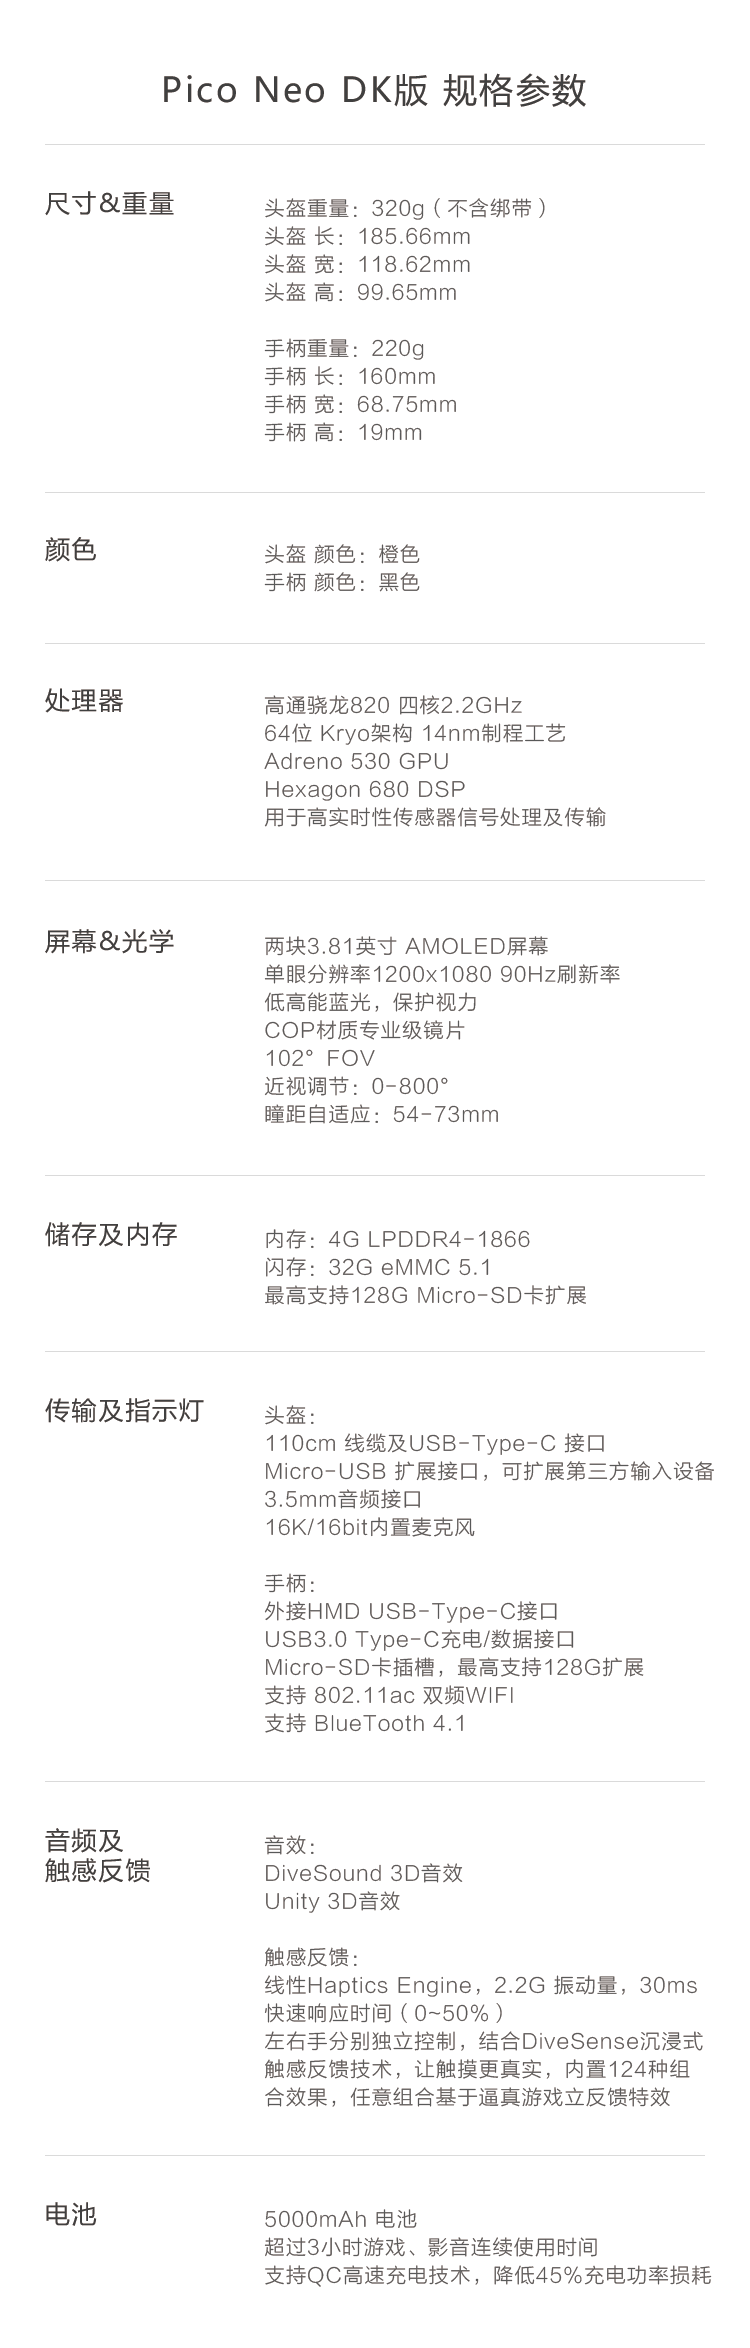 Pico Neo DK版 规格参数
尺寸&重量
头盔重量：320g（不含绑带）
头盔 长：185.66mm
头盔 宽：118.62mm
头盔 高：99.65mm
手柄重量：220g
手柄 长：160mm
手柄 宽：68.75mm
手柄 高：19mm
颜色
头盔 颜色：橙色
手柄 颜色：黑色
处理器
高通骁龙820 四核2.2GHz
64位 Kryo架构 14nm制程工艺
Adreno 530 GPU
Hexagon 680 DSP
用于高实时性传感器信号处理及传输
屏幕&光学
两块3.81英寸 AMOLED屏幕
单眼分辨率1200x1080 90Hz刷新率
低高能蓝光，保护视力
COP材质专业级镜片
102° FOV
近视调节：0-800°
瞳距自适应：54-73mm
储存及内存
内存：4G LPDDR4-1866
闪存：32G eMMC 5.1
最高支持128G Micro-SD卡扩展
传输及指示灯
头盔：
110cm 线缆及USB-Type-C 接口
Micro-USB 扩展接口，可扩展第三方输入设备
3.5mm音频接口
16K/16bit内置麦克风
手柄：
外接HMD USB-Type-C接口
USB3.0 Type-C充电/数据接口
Micro-SD卡插槽，最高支持128G扩展
支持 802.11ac 双频WIFI
支持 BlueTooth 4.1
音频及
触感反馈
音效：
DiveSound 3D音效
Unity 3D音效
触感反馈：
线性Haptics Engine，2.2G 振动量，30ms
快速响应时间（0~50%）
左右手分别独立控制，结合DiveSense沉浸式
触感反馈技术，让触摸更真实，内置124种组
合效果，任意组合基于逼真游戏立反馈特效
电池
5000mAh 电池
超过3小时游戏、影音连续使用时间
支持QC高速充电技术，降低45%充电功率损耗